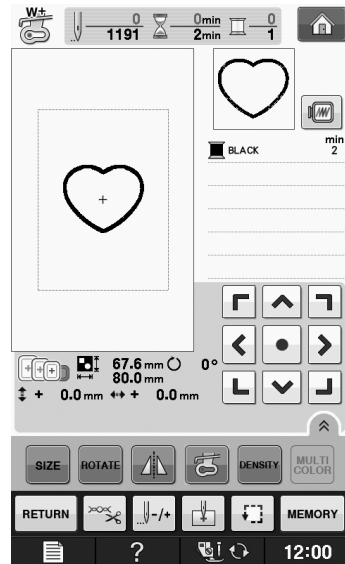 W+ 0 0min 0
1191 2min 1
min
BLACK 2
67.6 mm 0°
80.0 mm
+ 0.0 mm + 0.0 mm
SIZE ROTATE DENSITY MULTI COLOR
RETURN -/+ MEMORY
? 12:00